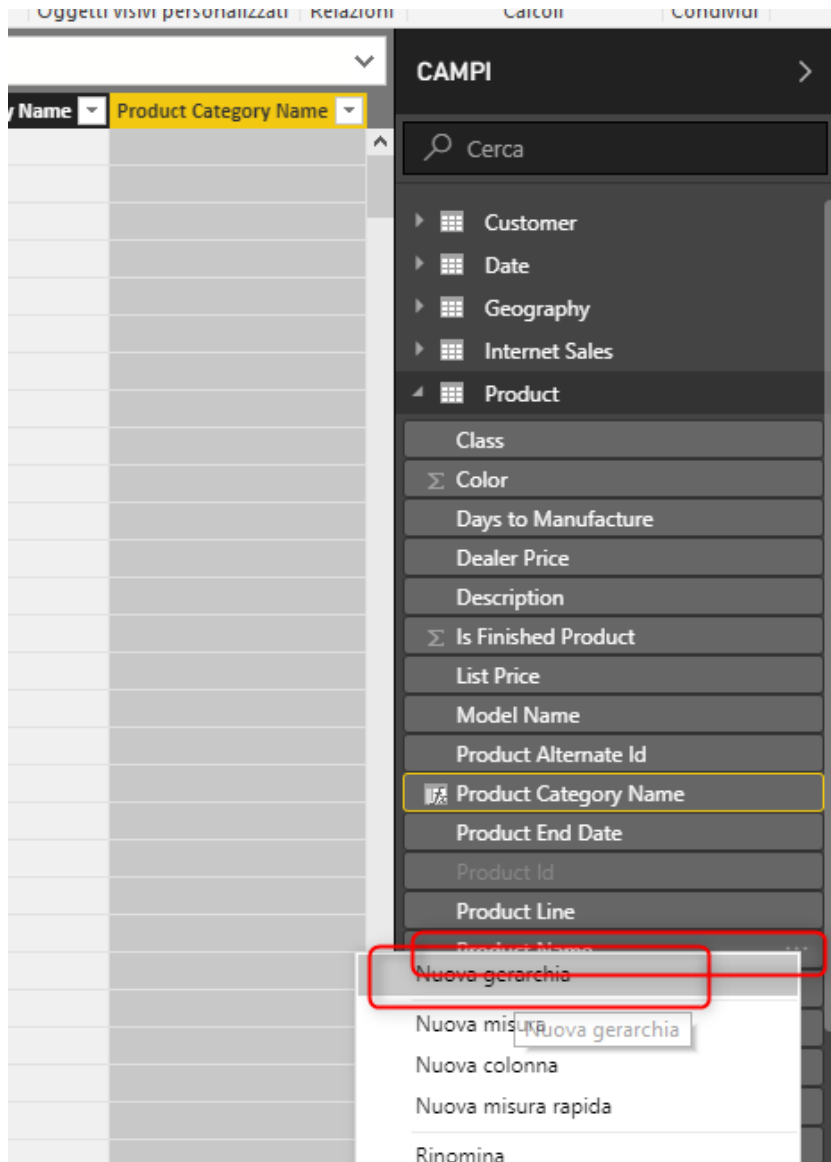 Oggetti visivi personalizzati Relazioni Calcoli Condividi
CAMPI
y Name Product Category Name
Cerca
Customer
Date
Geography
Internet Sales
Product
Class
Color
Days to Manufacture
Dealer Price
Description
Is Finished Product
List Price
Model Name
Product Alternate Id
Product Category Name
Product End Date
Product Id
Product Line
Product Name
Nuova gerarchia
Nuova misura
Nuova gerarchia
Nuova colonna
Nuova misura rapida
Rinomina